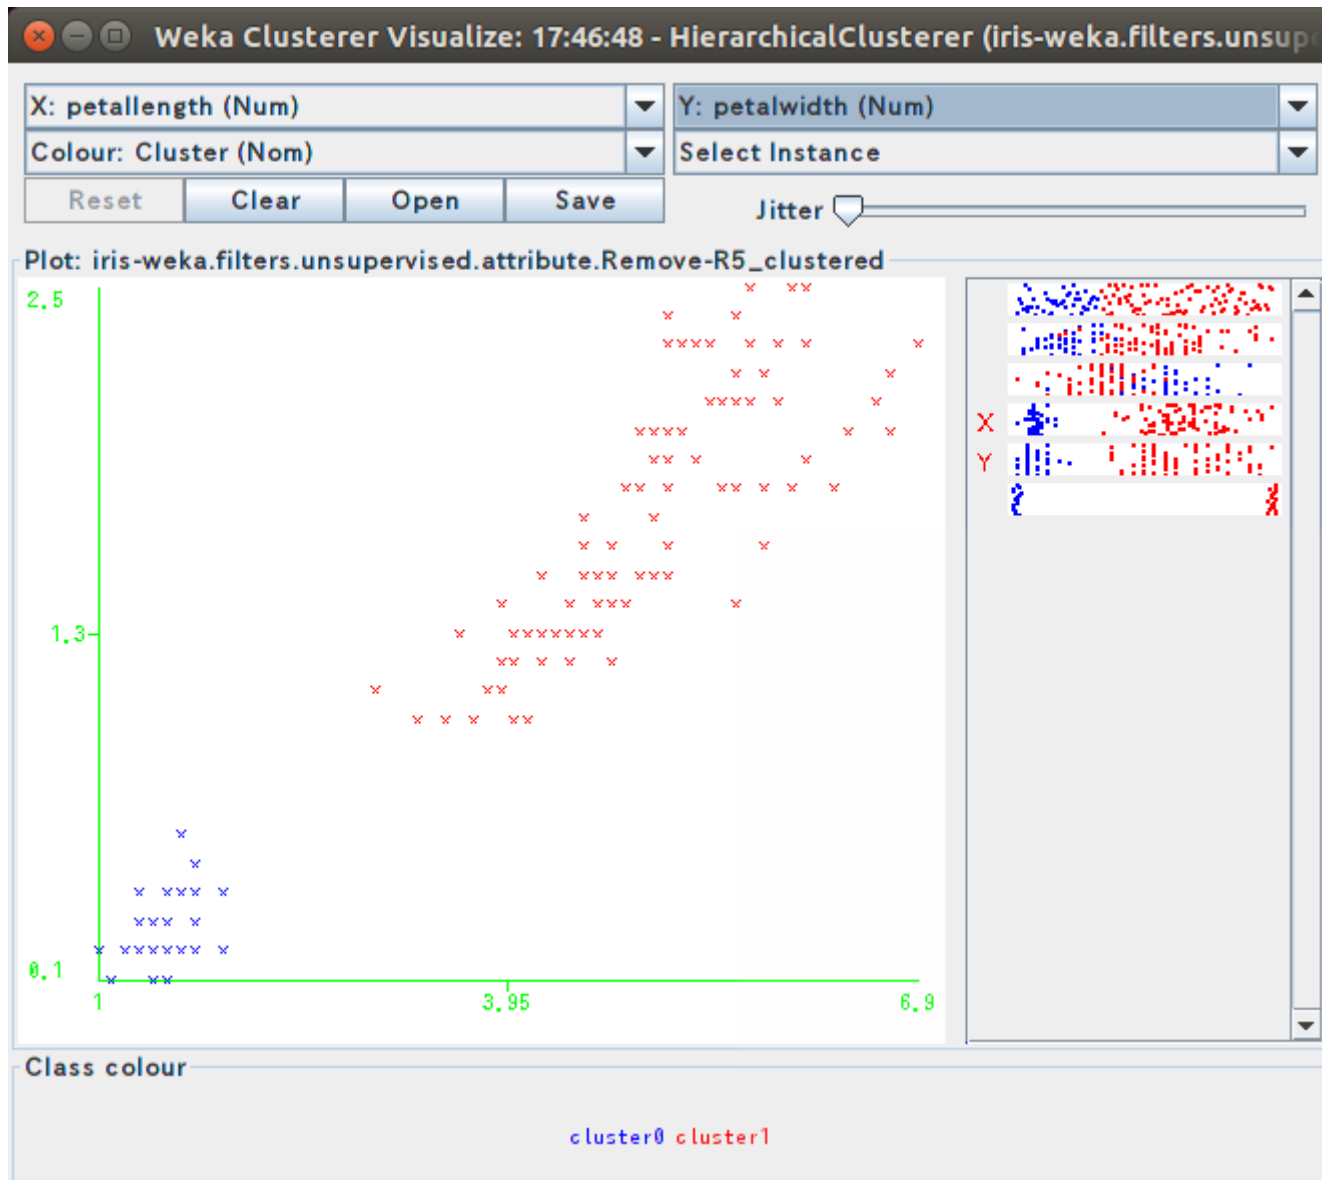 Weka Clusterer Visualize: 17:46:48 - HierarchicalClusterer (iris-weka.filters.unsupe
X: petallength (Num)
Y: petalwidth (Num)
Colour: Cluster (Nom)
Select Instance
Reset
Clear
Open
Save
Jitter
Plot: iris-weka.filters.unsupervised.attribute.Remove-R5_clustered
2.5
1.3
0.1
1
3.95
6.9
X
Y
Class colour
cluster0 cluster1